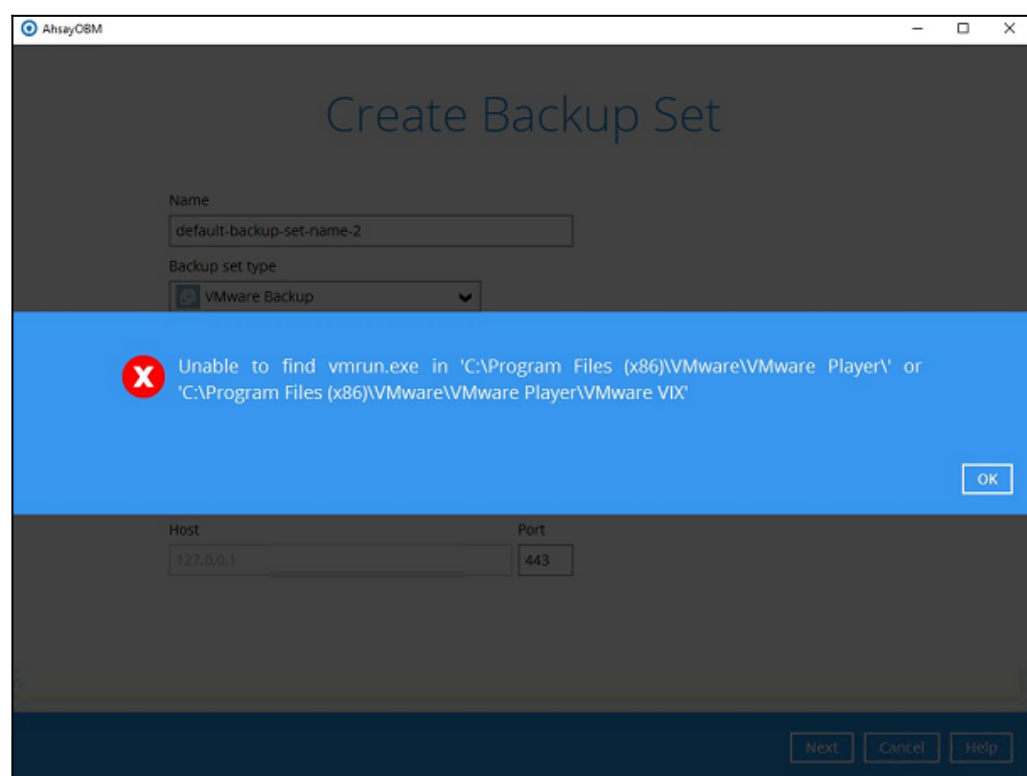 AhsayOBM
Create Backup Set
Name
default-backup-set-name-2
Backup set type
VMware Backup
Unable to find vmrun.exe in 'C:\Program Files (x86)\VMware\VMware Player\' or
'C:\Program Files (x86)\VMware\VMware Player\VMware VIX'
OK
Host Port
127.0.0.1 443
Next Cancel Help